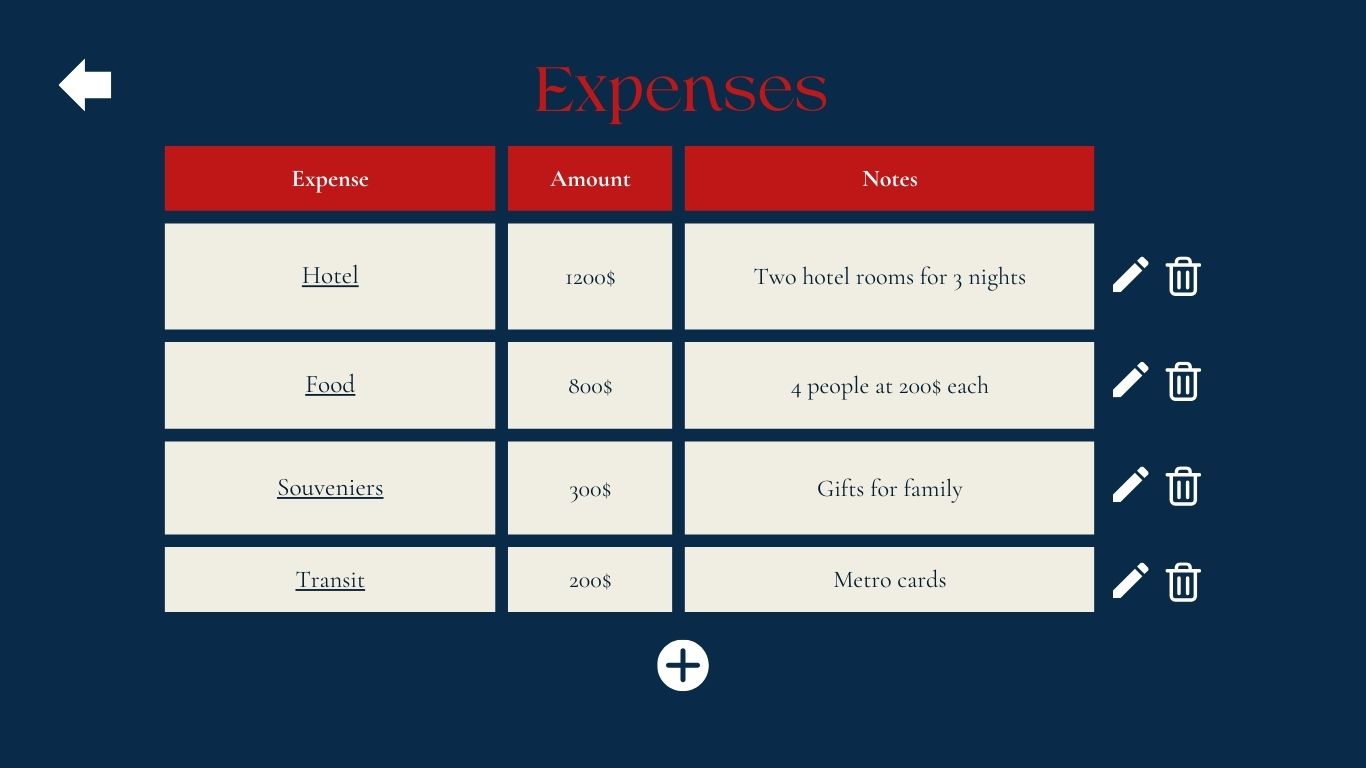 Expenses
Expense Amount Notes
Hotel 1200$ Two hotel rooms for 3 nights
Food 800$ 4 people at 200$ each
Souveniers 300$ Gifts for family
Transit 200$ Metro cards